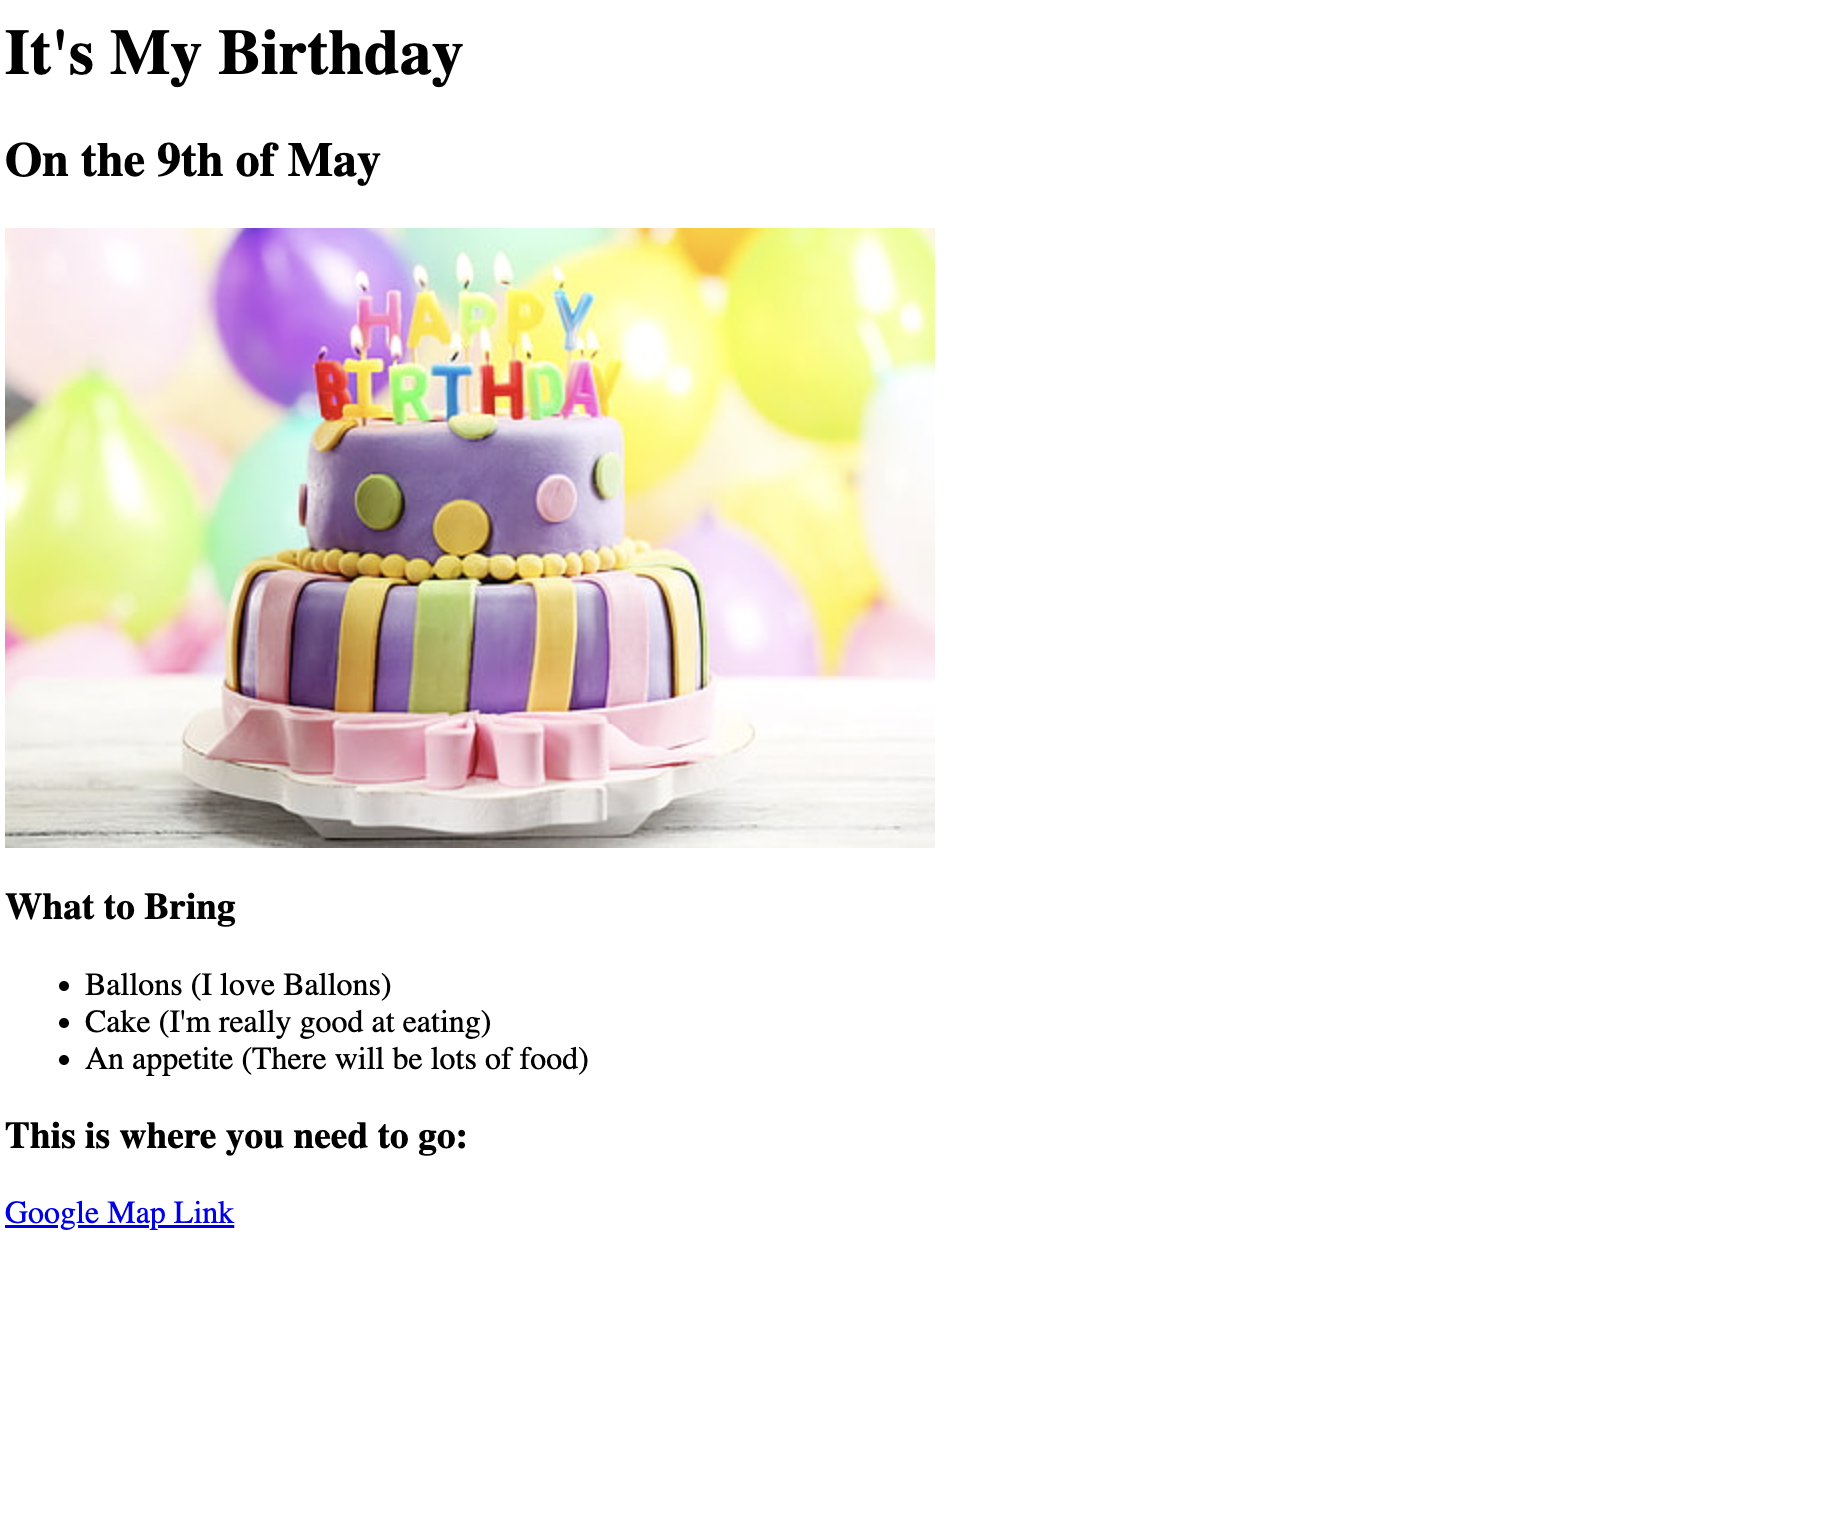 It's My Birthday
On the 9th of May
HAPPY
BIRTHDAY
What to Bring
Ballons (I love Ballons)
Cake (I'm really good at eating)
An appetite (There will be lots of food)
This is where you need to go:
Google Map Link